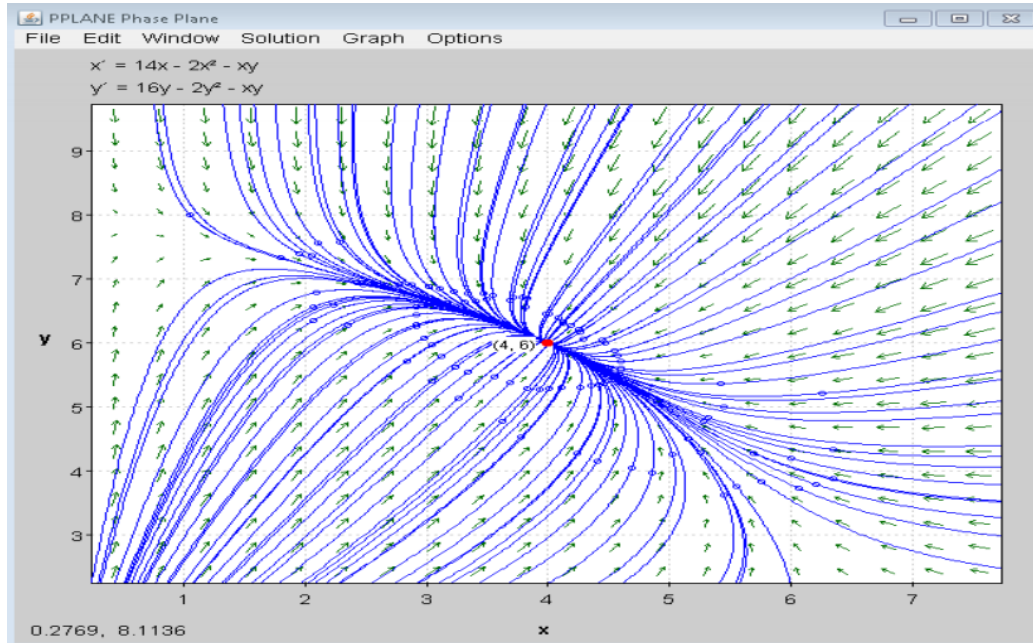 PPLANE Phase Plane
File Edit Window Solution Graph Options
x´ = 14x - 2x² - xy
y´ = 16y - 2y² - xy
9
8
7
6
5
4
3
y
(4, 6)
1 2 3 4 5 6 7
0.2769, 8.1136
x